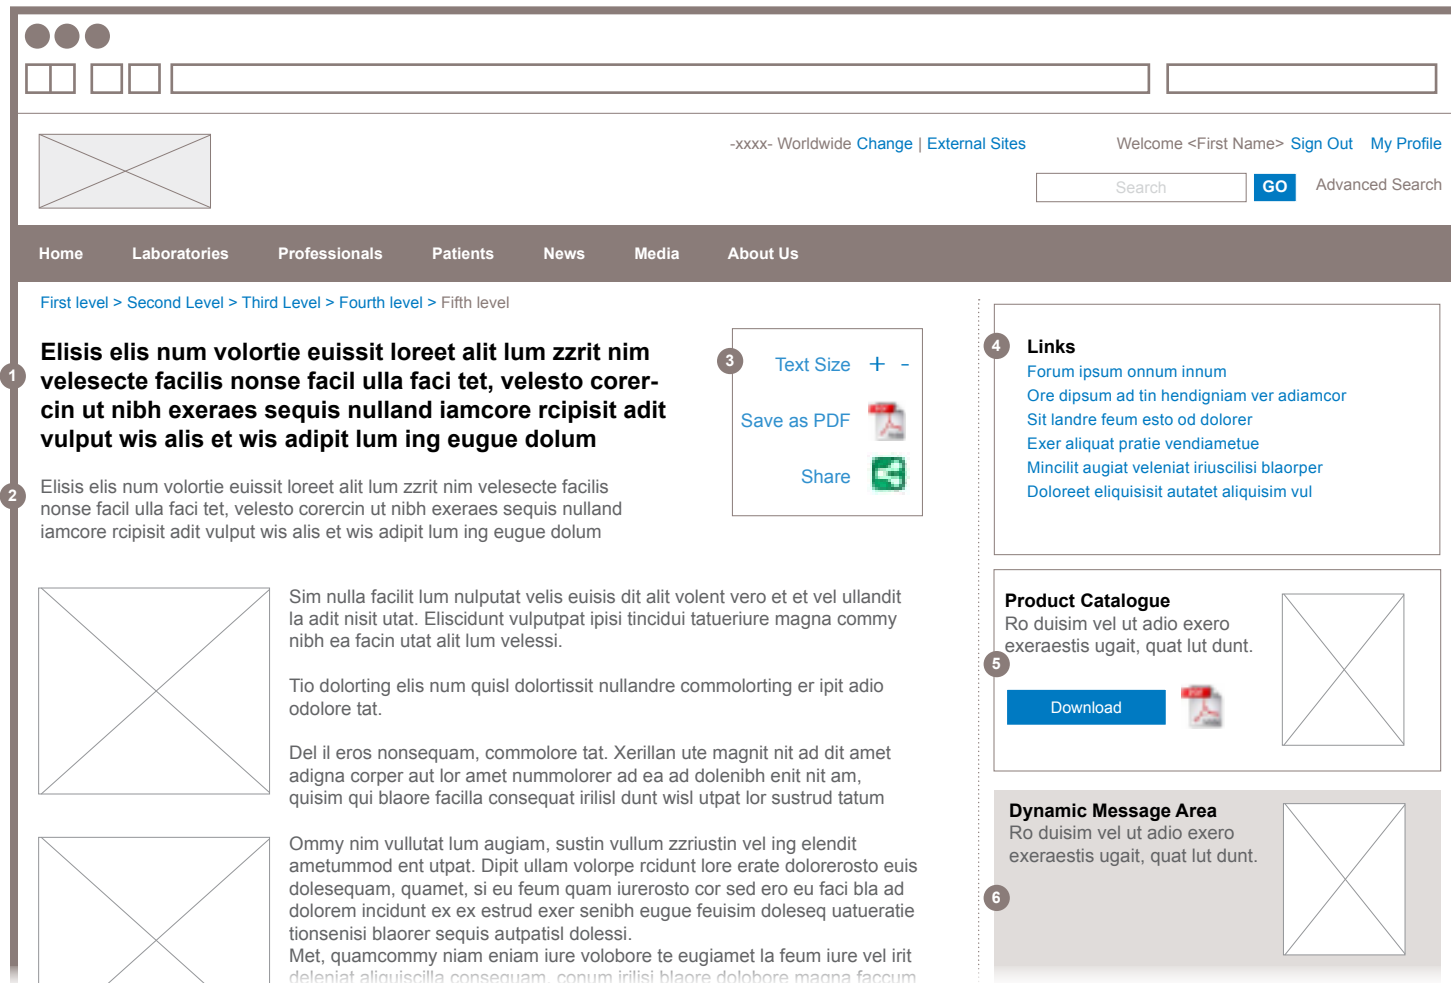 -xxxx- Worldwide Change | External Sites
Welcome <First Name> Sign Out My Profile
Search GO Advanced Search
Home Laboratories Professionals Patients News Media About Us
First level > Second Level > Third Level > Fourth level > Fifth level
1
Elisis elis num volortie euissit loreet alit lum zzrit nim
velesecte facilis nonse facil ulla faci tet, velesto corer-
cin ut nibh exeraes sequis nulland iamcore rcipisit adit
vulput wis alis et wis adipit lum ing eugue dolum
2
Elisis elis num volortie euissit loreet alit lum zzrit nim velesecte facilis
nonse facil ulla faci tet, velesto corercin ut nibh exeraes sequis nulland
iamcore rcipisit adit vulput wis alis et wis adipit lum ing eugue dolum
3
Text Size + -
Save as PDF
Share
Sim nulla facilit lum nulputat velis euisis dit alit volent vero et et vel ullandit
la adit nisit utat. Eliscidunt vulputpat ipisi tincidui tatueriure magna commy
nibh ea facin utat alit lum velessi.
Tio dolorting elis num quisl dolortissit nullandre commolorting er ipit adio
odolore tat.
Del il eros nonsequam, commolore tat. Xerillan ute magnit nit ad dit amet
adigna corper aut lor amet nummolorer ad ea ad dolenibh enit nit am,
quisim qui blaore facilla consequat irilisl dunt wisl utpat lor sustrud tatum
Ommy nim vullutat lum augiam, sustin vullum zzriustin vel ing elendit
ametummod ent utpat. Dipit ullam volorpe rcidunt lore erate dolorerosto euis
dolesequam, quamet, si eu feum quam iurerosto cor sed ero eu faci bla ad
dolorem incidunt ex ex estrud exer senibh eugue feuisim doleseq uatueratie
tionsenisi blaorer sequis autpatisl dolessi.
Met, quamcommy niam eniam iure volobore te eugiamet la feum iure vel irit
deleniat aliquiscilla consequam, conum irilisi blaore dolobore magna faccum
4
Links
Forum ipsum onnum innum
Ore dipsum ad tin hendigniam ver adiamcor
Sit landre feum esto od dolorer
Exer aliquat pratie vendiametue
Mincilit augiat veleniat iriuscilisi blaorper
Doloreet eliquisisit autatet aliquisim vul
Product Catalogue
Ro duisim vel ut adio exero
exeraestis ugait, quat lut dunt.
5
Download
PDF
Dynamic Message Area
Ro duisim vel ut adio exero
exeraestis ugait, quat lut dunt.
6